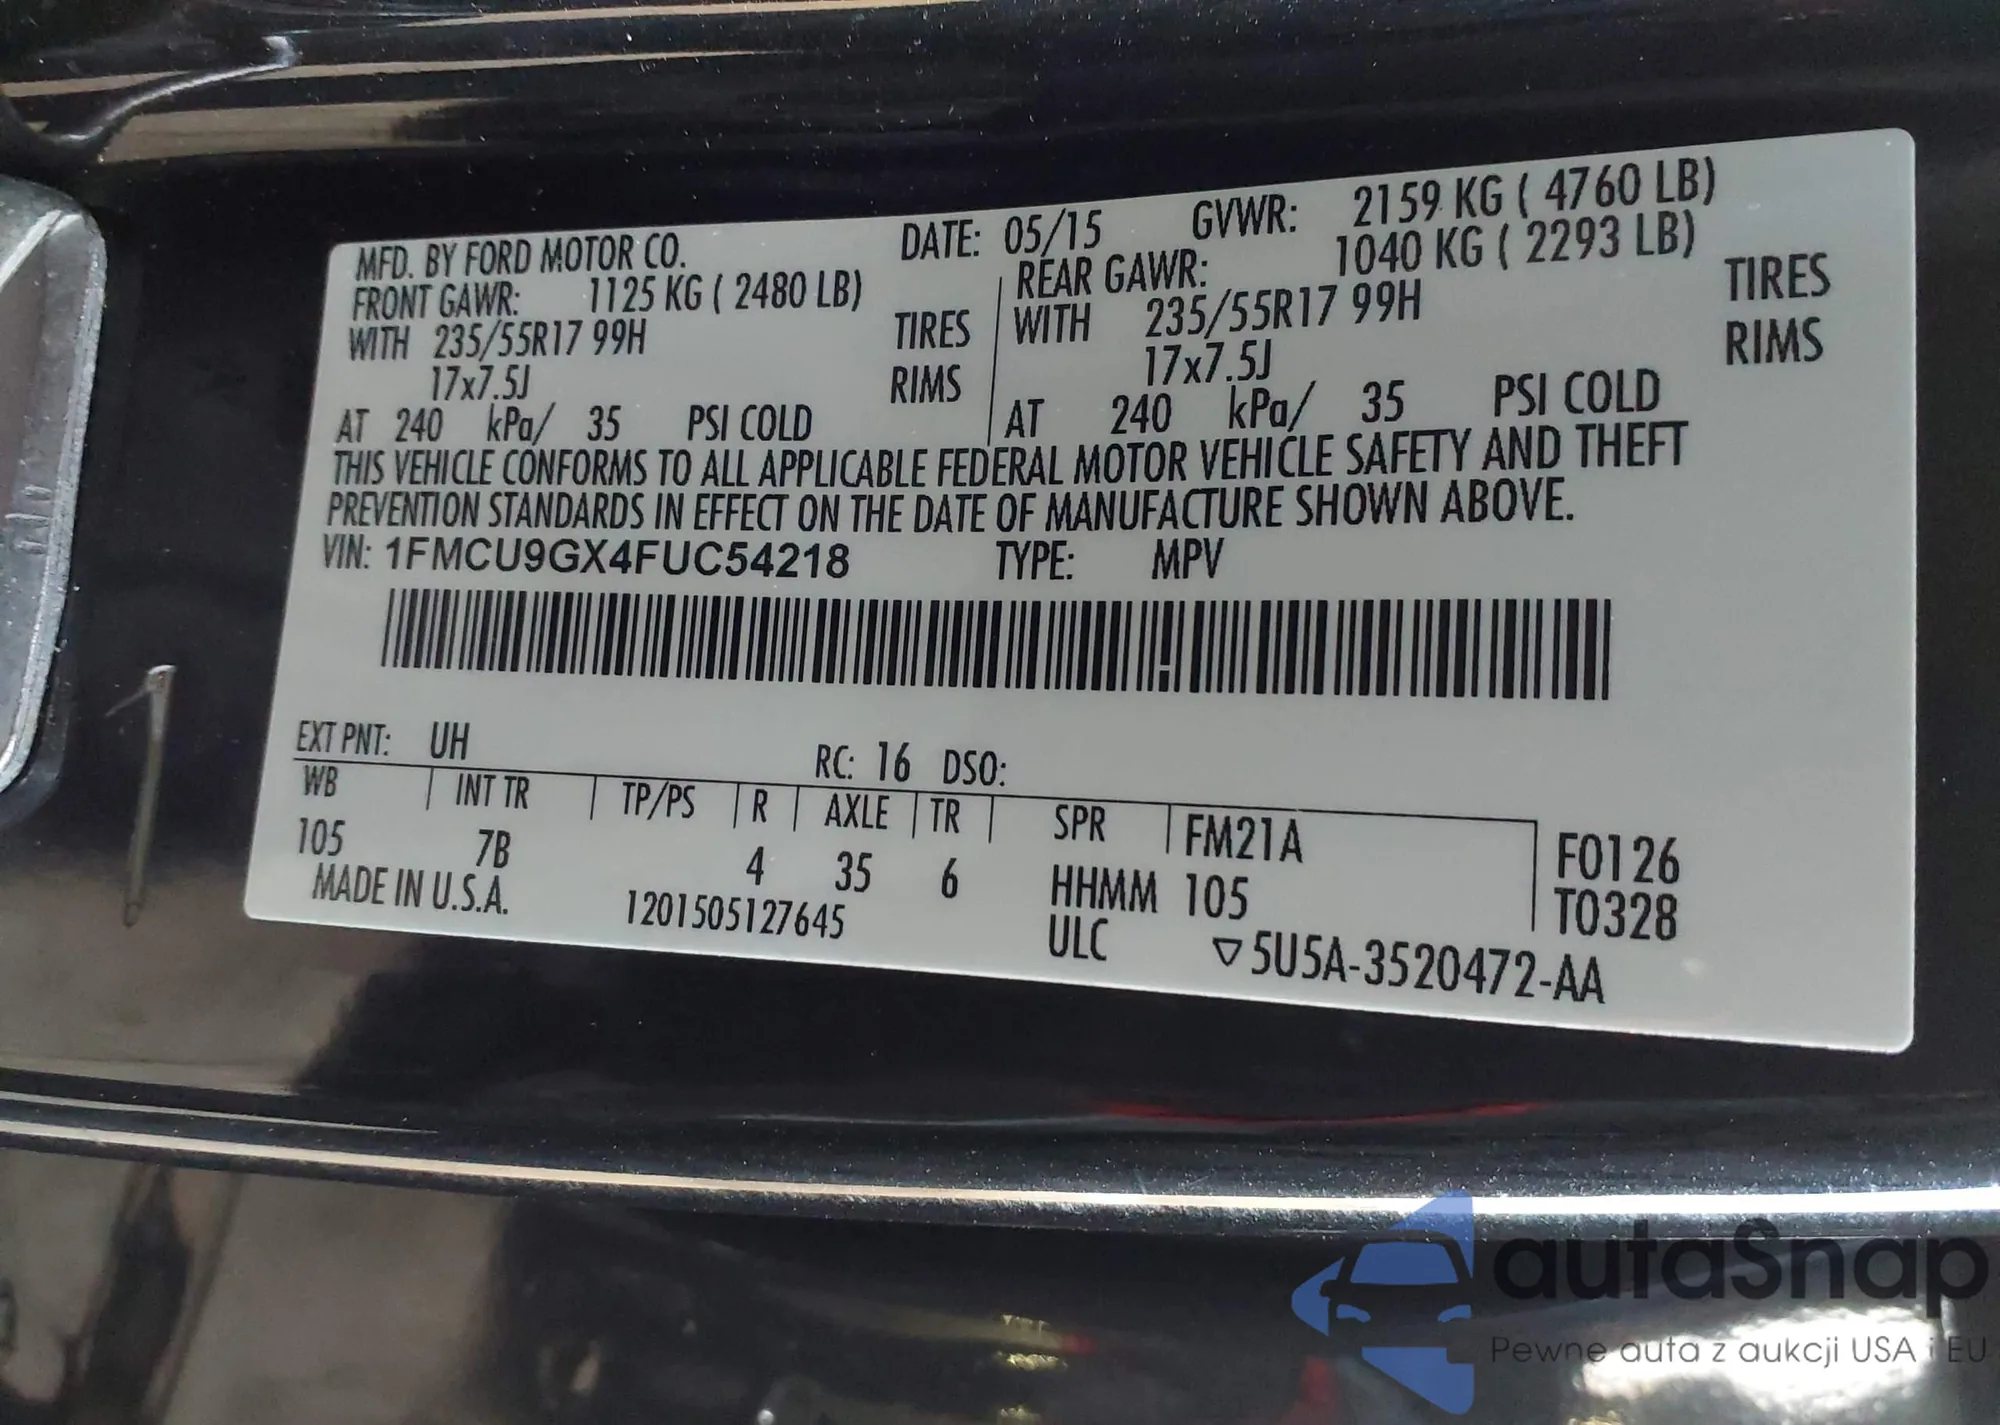 MFD. BY FORD MOTOR CO. DATE: 05/15 GVWR: 2159 KG ( 4760 LB)
FRONT GAWR: 1125 KG ( 2480 LB) REAR GAWR: 1040 KG ( 2293 LB)
WITH 235/55R17 99H TIRES WITH 235/55R17 99H TIRES
17x7.5J RIMS 17x7.5J RIMS
AT 240 kPa/ 35 PSI COLD AT 240 kPa/ 35 PSI COLD
THIS VEHICLE CONFORMS TO ALL APPLICABLE FEDERAL MOTOR VEHICLE SAFETY AND THEFT
PREVENTION STANDARDS IN EFFECT ON THE DATE OF MANUFACTURE SHOWN ABOVE.
VIN: 1FMCU9GX4FUC54218 TYPE: MPV
EXT PNT: UH RC: 16 DSO:
WB INT TR TP/PS R AXLE TR SPR FM21A F0126
105 7B 4 35 6 HHMM 105 T0328
MADE IN U.S.A. 1201505127645 ULC ▽5U5A-3520472-AA
autaSnap
Pewne auta z aukcji USA i EU